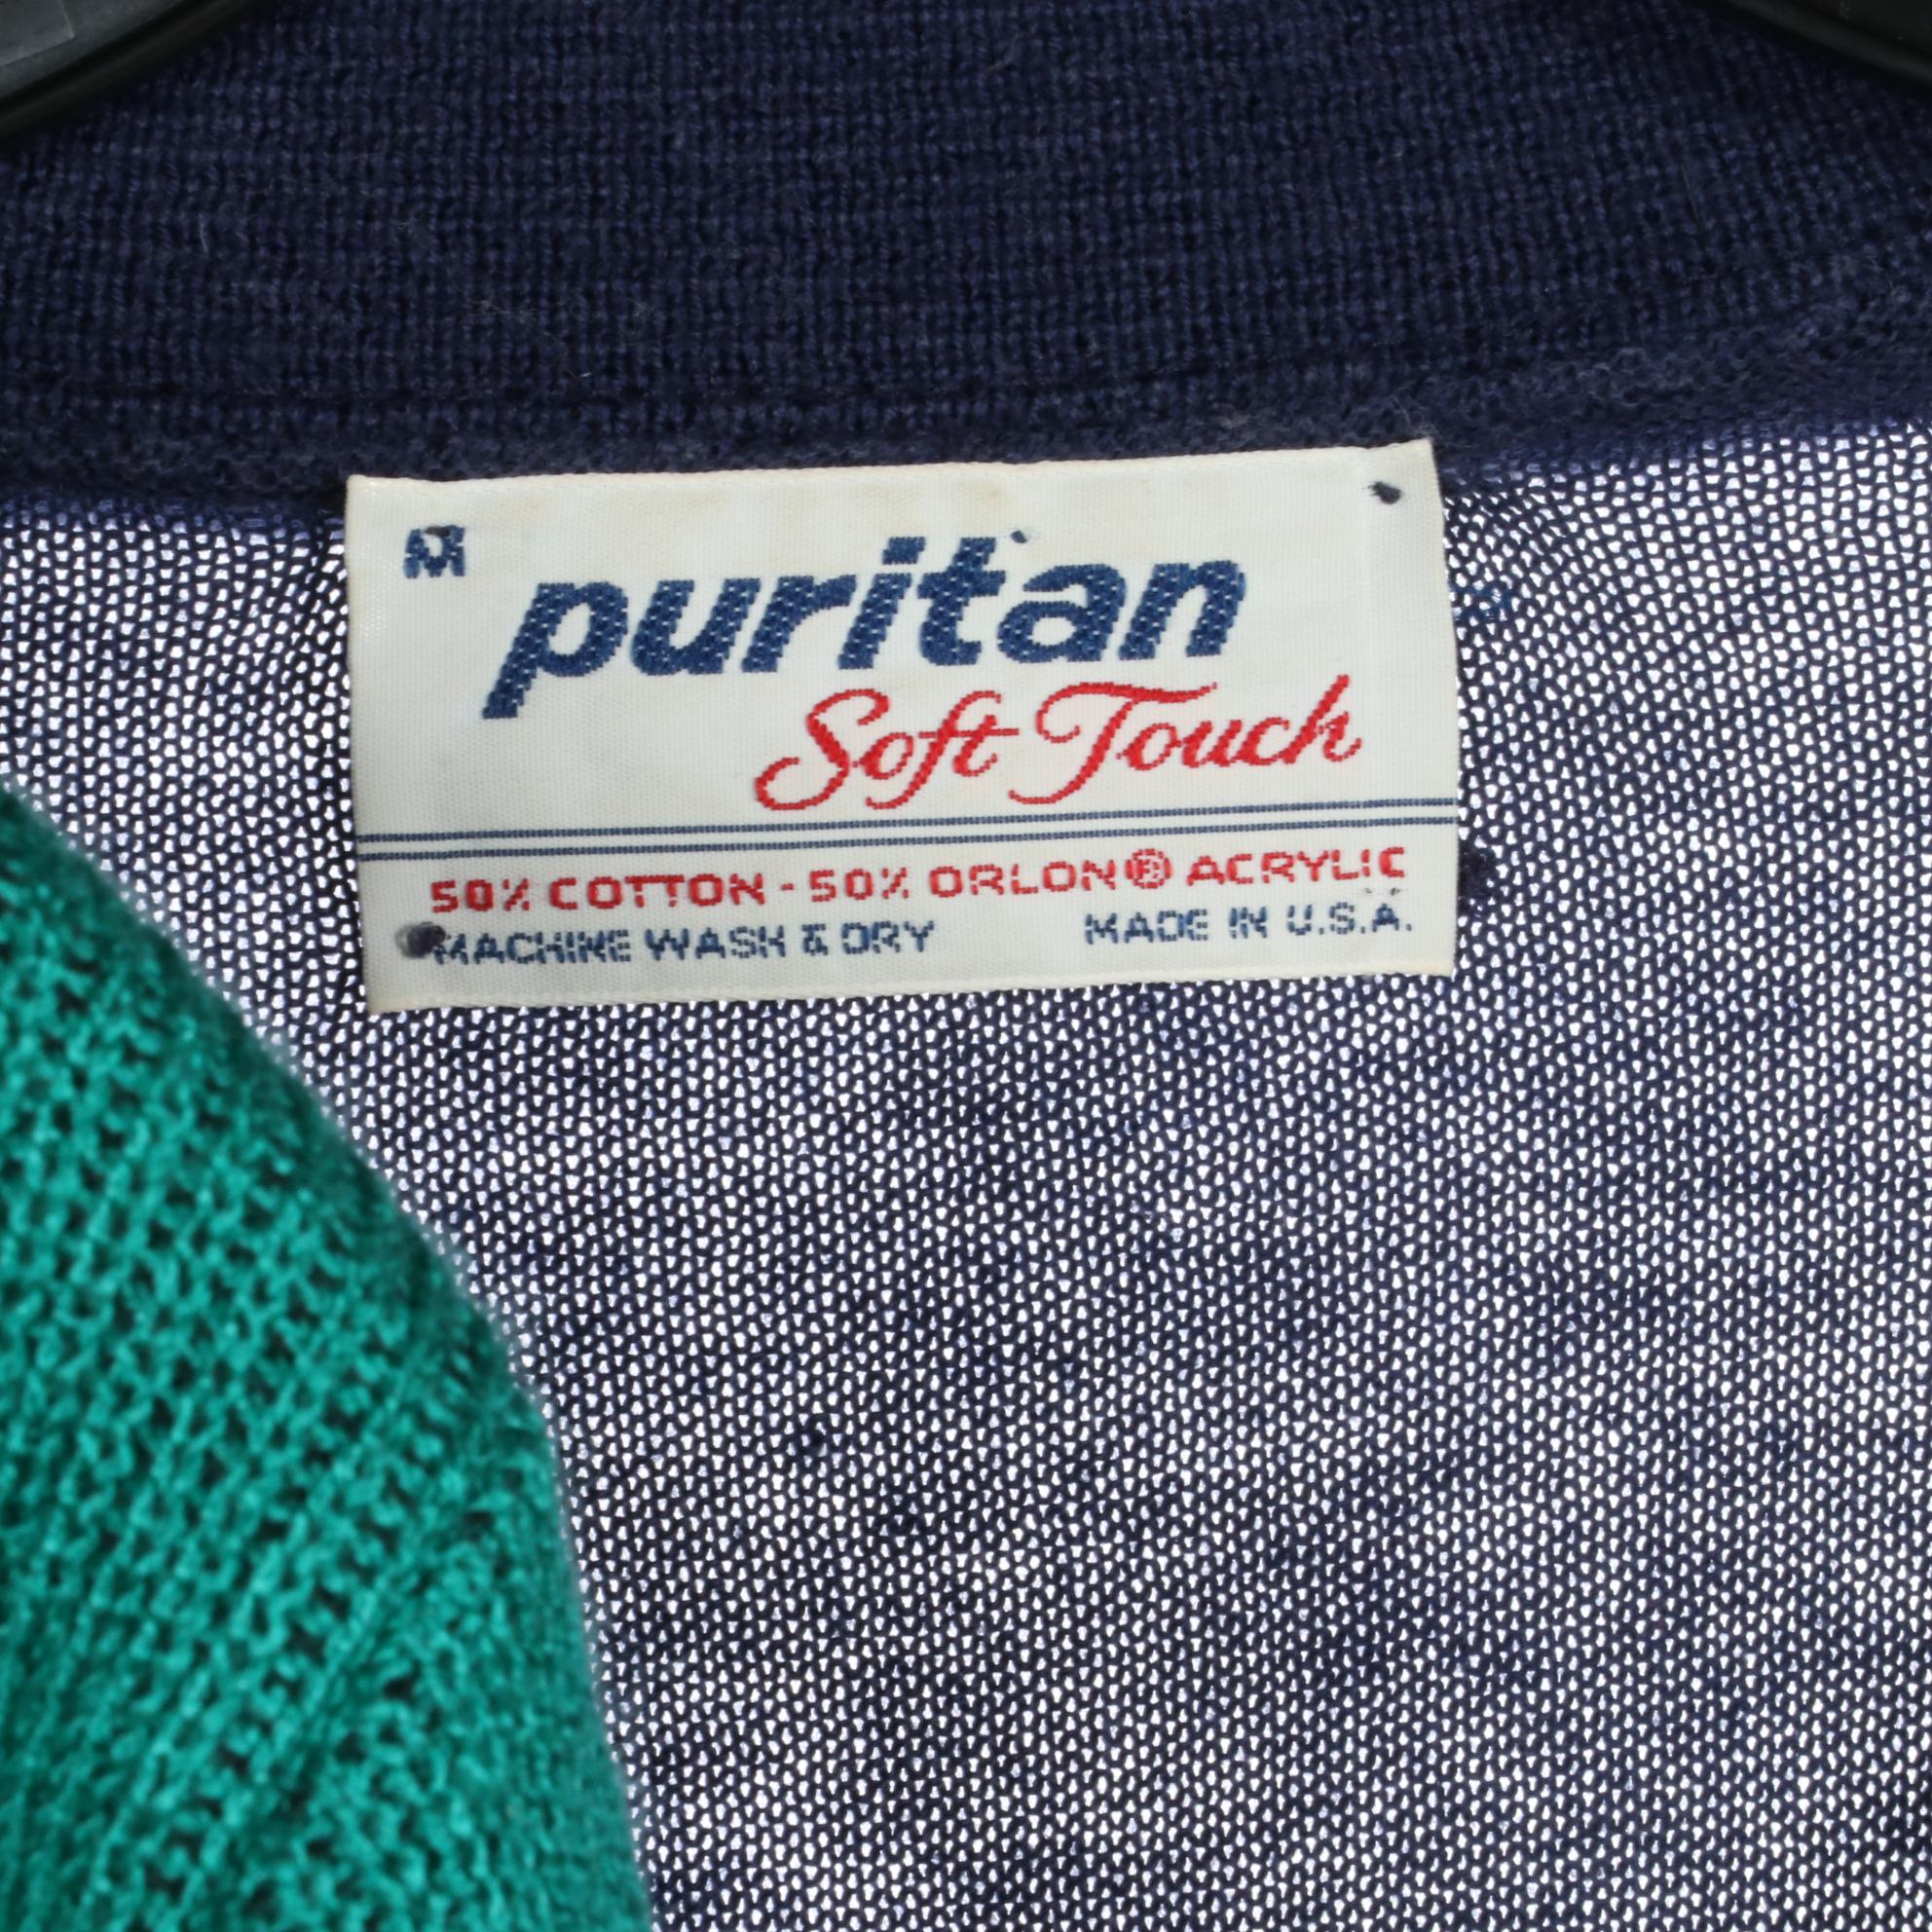 M
puritan
Soft Touch
50% COTTON - 50% ORLON® ACRYLIC
MACHINE WASH & DRY MADE IN U.S.A.